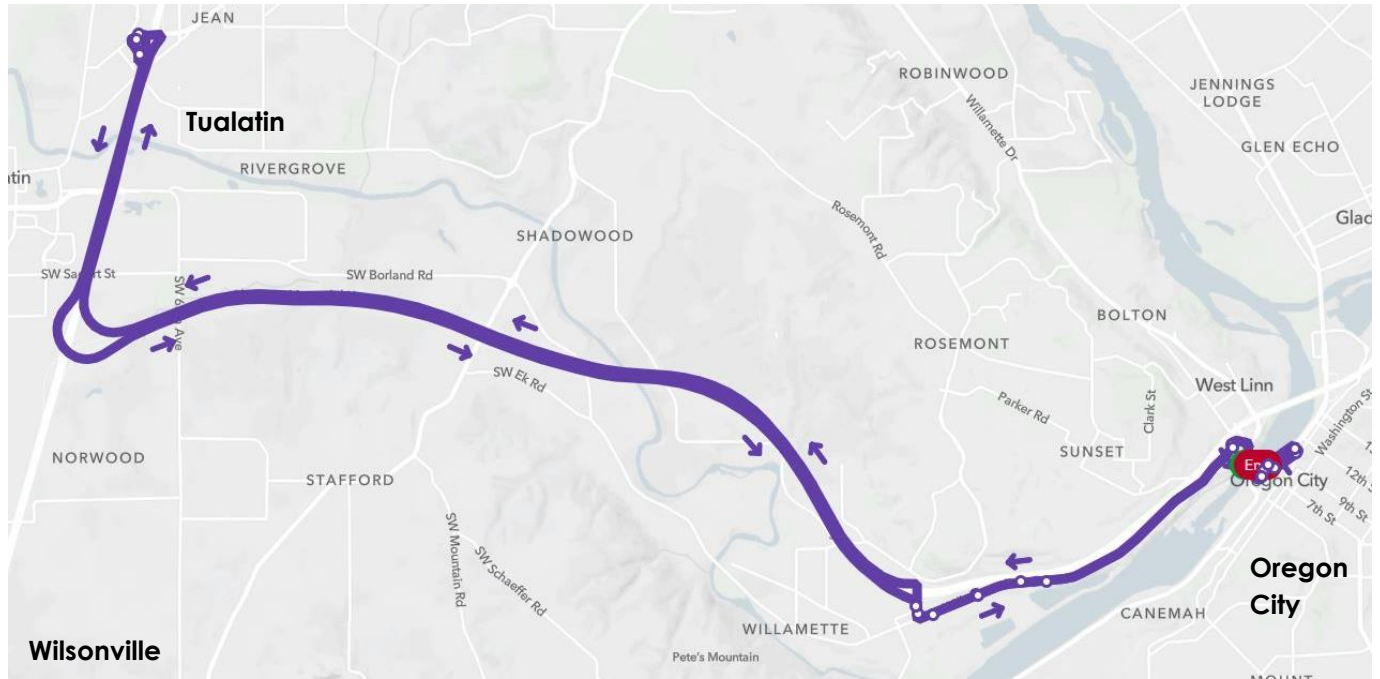 JEAN
ROBINWOOD
JENNINGS
LODGE
Tualatin
Willamette Dr
GLEN ECHO
RIVERGROVE
tin
Glad
SHADOWOOD
Rosemont Rd
SW Borland Rd
BOLTON
ROSEMONT
West Linn
SW Ek Rd
Parker Rd
Clark St
Washington St
SUNSET
NORWOOD
STAFFORD
Oregon City
12th St
9th St
7th St
SW Mountain Rd
SW Schaeffer Rd
Oregon
City
CANEMAH
WILLAMETTE
Wilsonville
Pete's Mountain